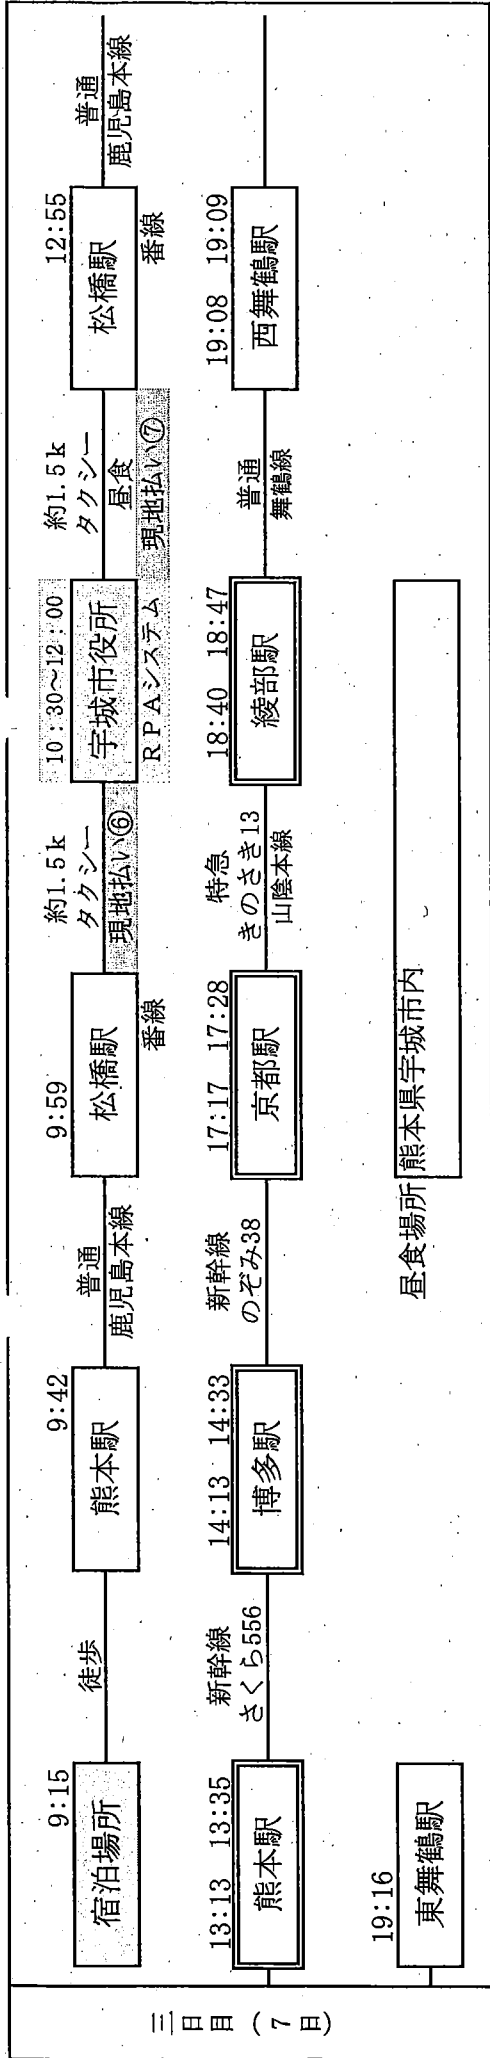 三日目(7日)
9:15
宿泊場所
徒歩
9:42
熊本駅
普通
鹿児島本線
9:59
松橋駅
番線
約1.5k
タクシー
現地払い⑥
10:30~12:00
宇城市役所
RPAシステム
約1.5k
タクシー
昼食
現地払い⑦
12:55
松橋駅
番線
普通
鹿児島本線
13:13 13:35
熊本駅
新幹線
さくら556
14:13 14:33
博多駅
新幹線
のぞみ38
17:17 17:28
京都駅
特急
きのさき13
山陰本線
18:40 18:47
綾部駅
普通
舞鶴線
19:08 19:09
西舞鶴駅
19:16
東舞鶴駅
昼食場所 熊本県宇城市内